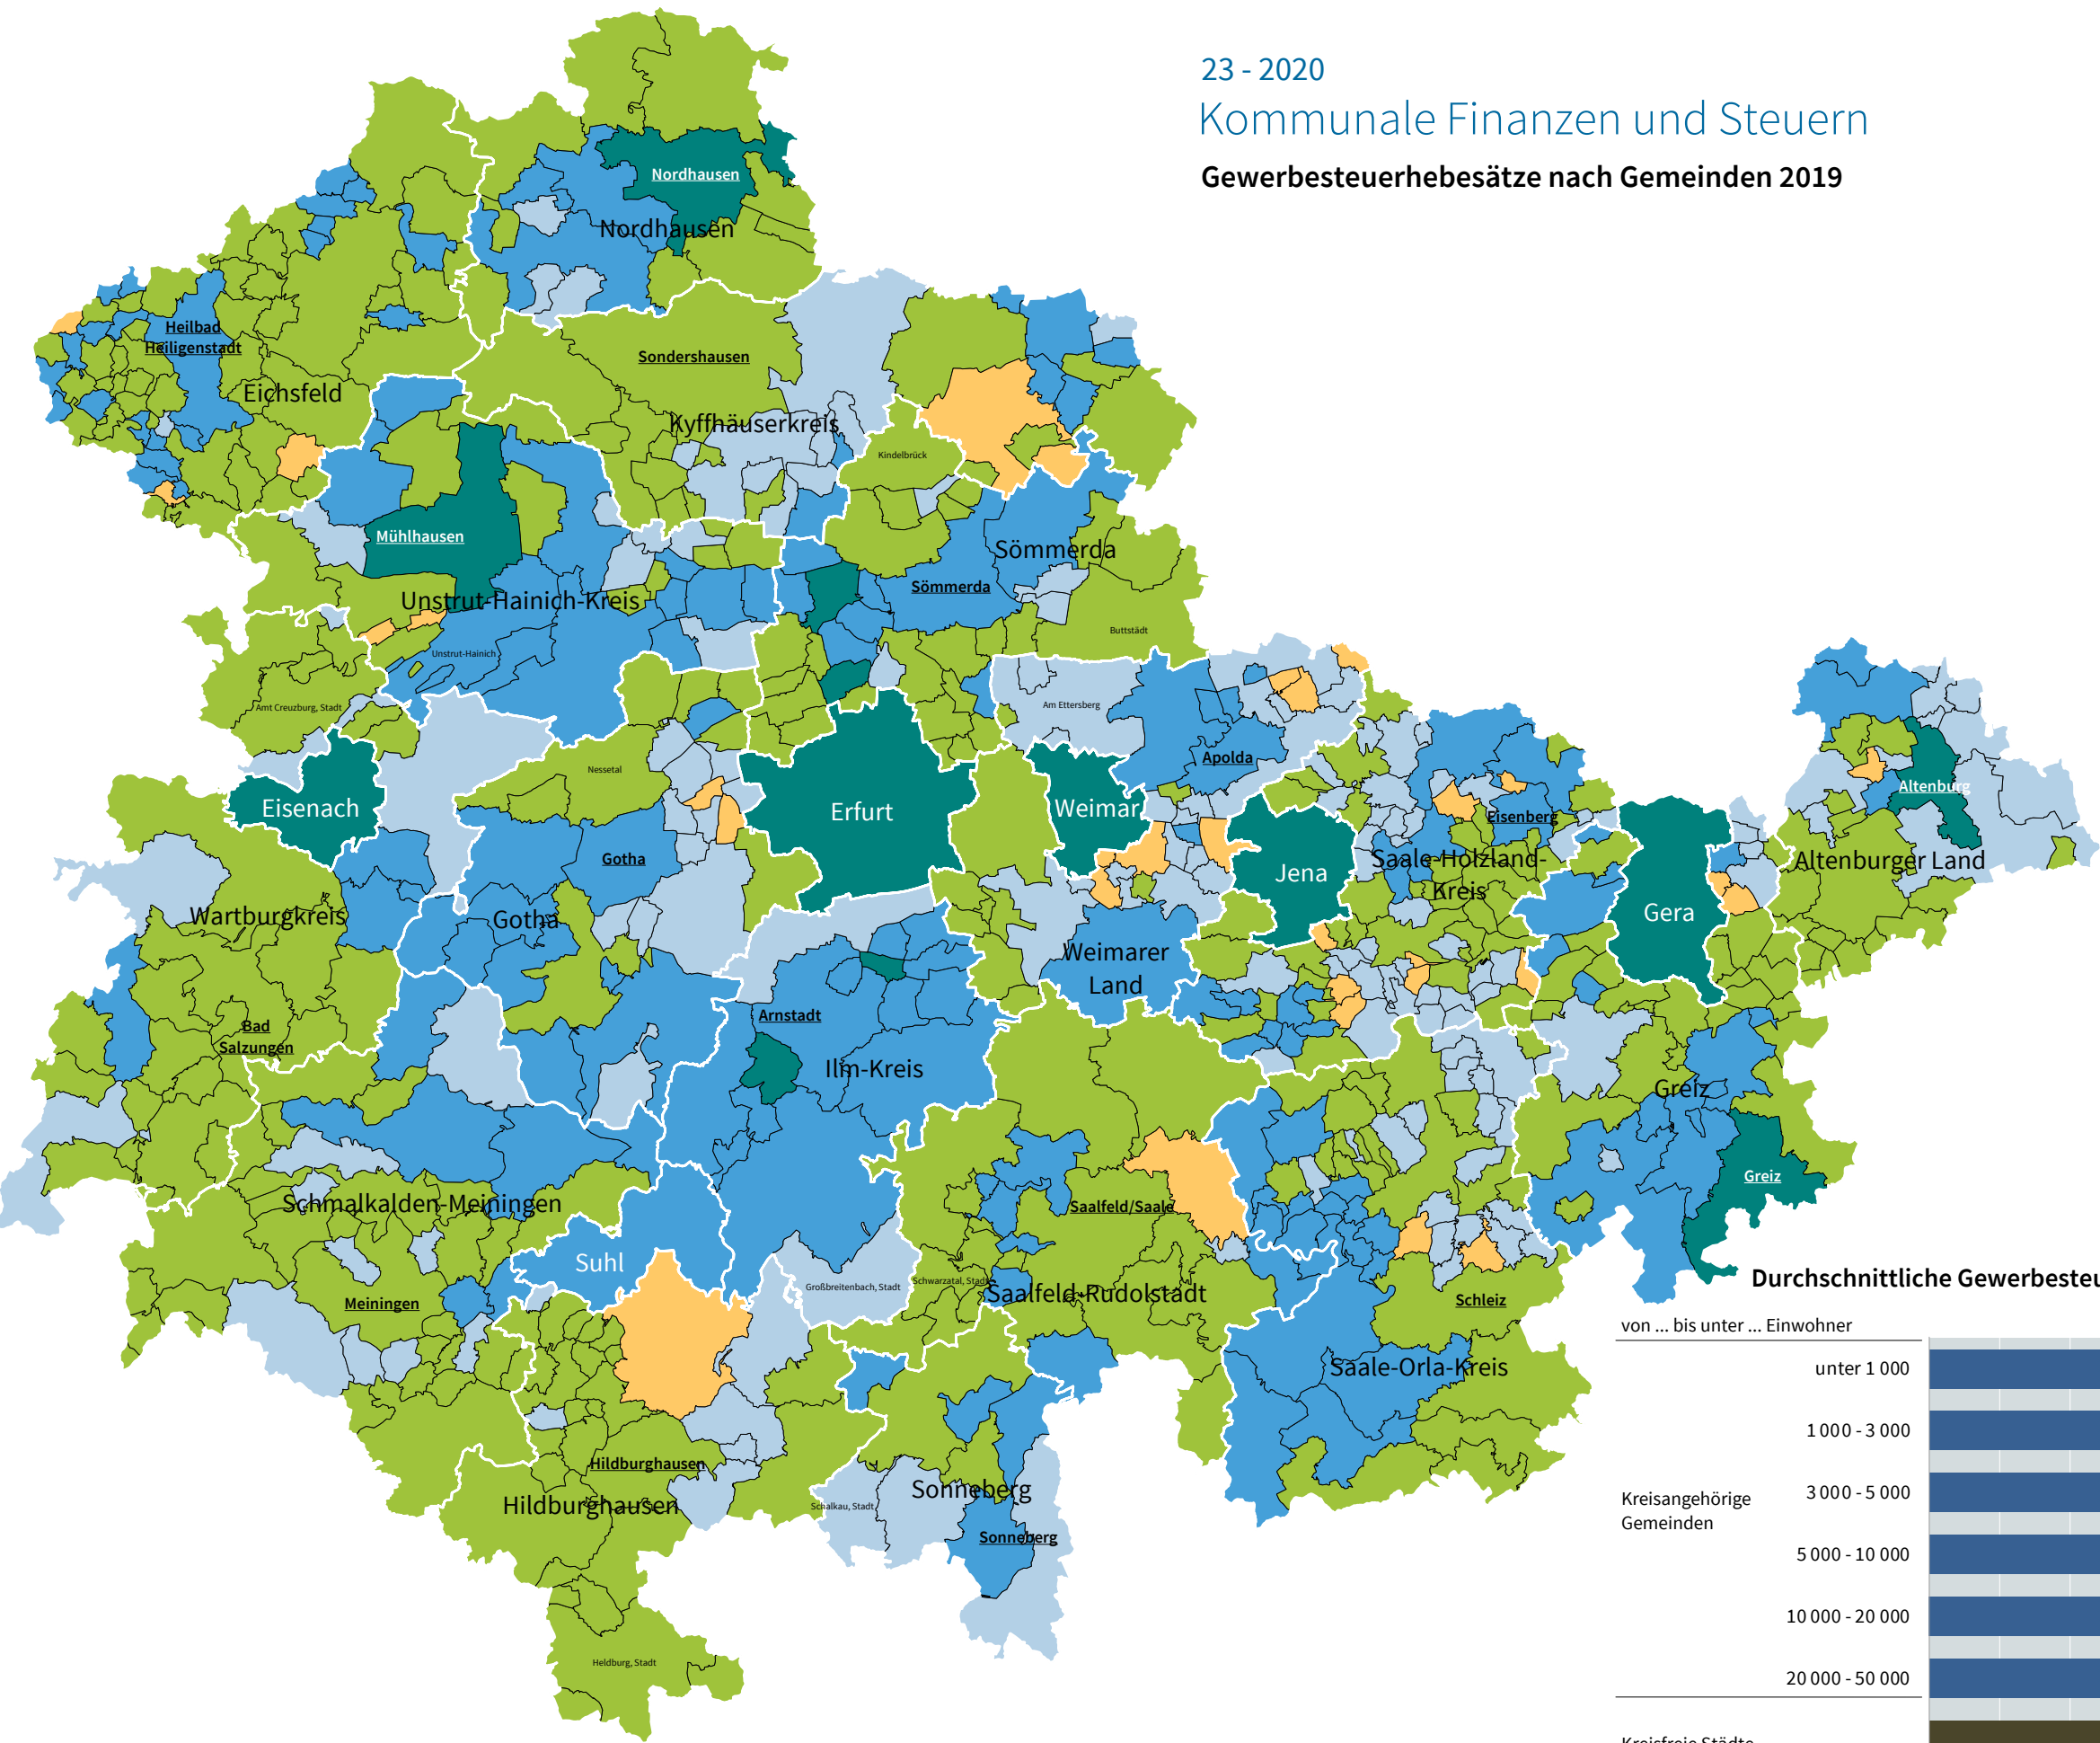 23 - 2020
Kommunale Finanzen und Steuern
Gewerbesteuerhebesätze nach Gemeinden 2019
Nordhausen
Nordhausen
Heilbad
Heiligenstadt
Eichsfeld
Sondershausen
Kyffhäuserkreis
Kindelbrück
Mühlhausen
Unstrut-Hainich-Kreis
Unstrut-Hainich
Sömmerda
Sömmerda
Buttstädt
Amt Creuzburg, Stadt
Am Ettersberg
Apolda
Nessetal
Eisenach
Erfurt
Weimar
Altenburg
Eisenberg
Gotha
Saale-Holzland-
Kreis
Altenburger Land
Jena
Gera
Wartburgkreis
Gotha
Weimarer
Land
Arnstadt
Bad
Salzungen
Ilm-Kreis
Greiz
Greiz
Schmalkalden-Meiningen
Saalfeld/Saale
Suhl
Großbreitenbach, Stadt
Schwarzatal, Stadt
Saalfeld-Rudolstadt
Meiningen
Schleiz
Saale-Orla-Kreis
Hildburghausen
Hildburghausen
Schalkau, Stadt
Sonneberg
Sonneberg
Heldburg, Stadt
Durchschnittliche Gewerbesteu
von ... bis unter ... Einwohner
unter 1 000
1 000 - 3 000
3 000 - 5 000
Kreisangehörige
Gemeinden
5 000 - 10 000
10 000 - 20 000
20 000 - 50 000
Kreisfreie Städte